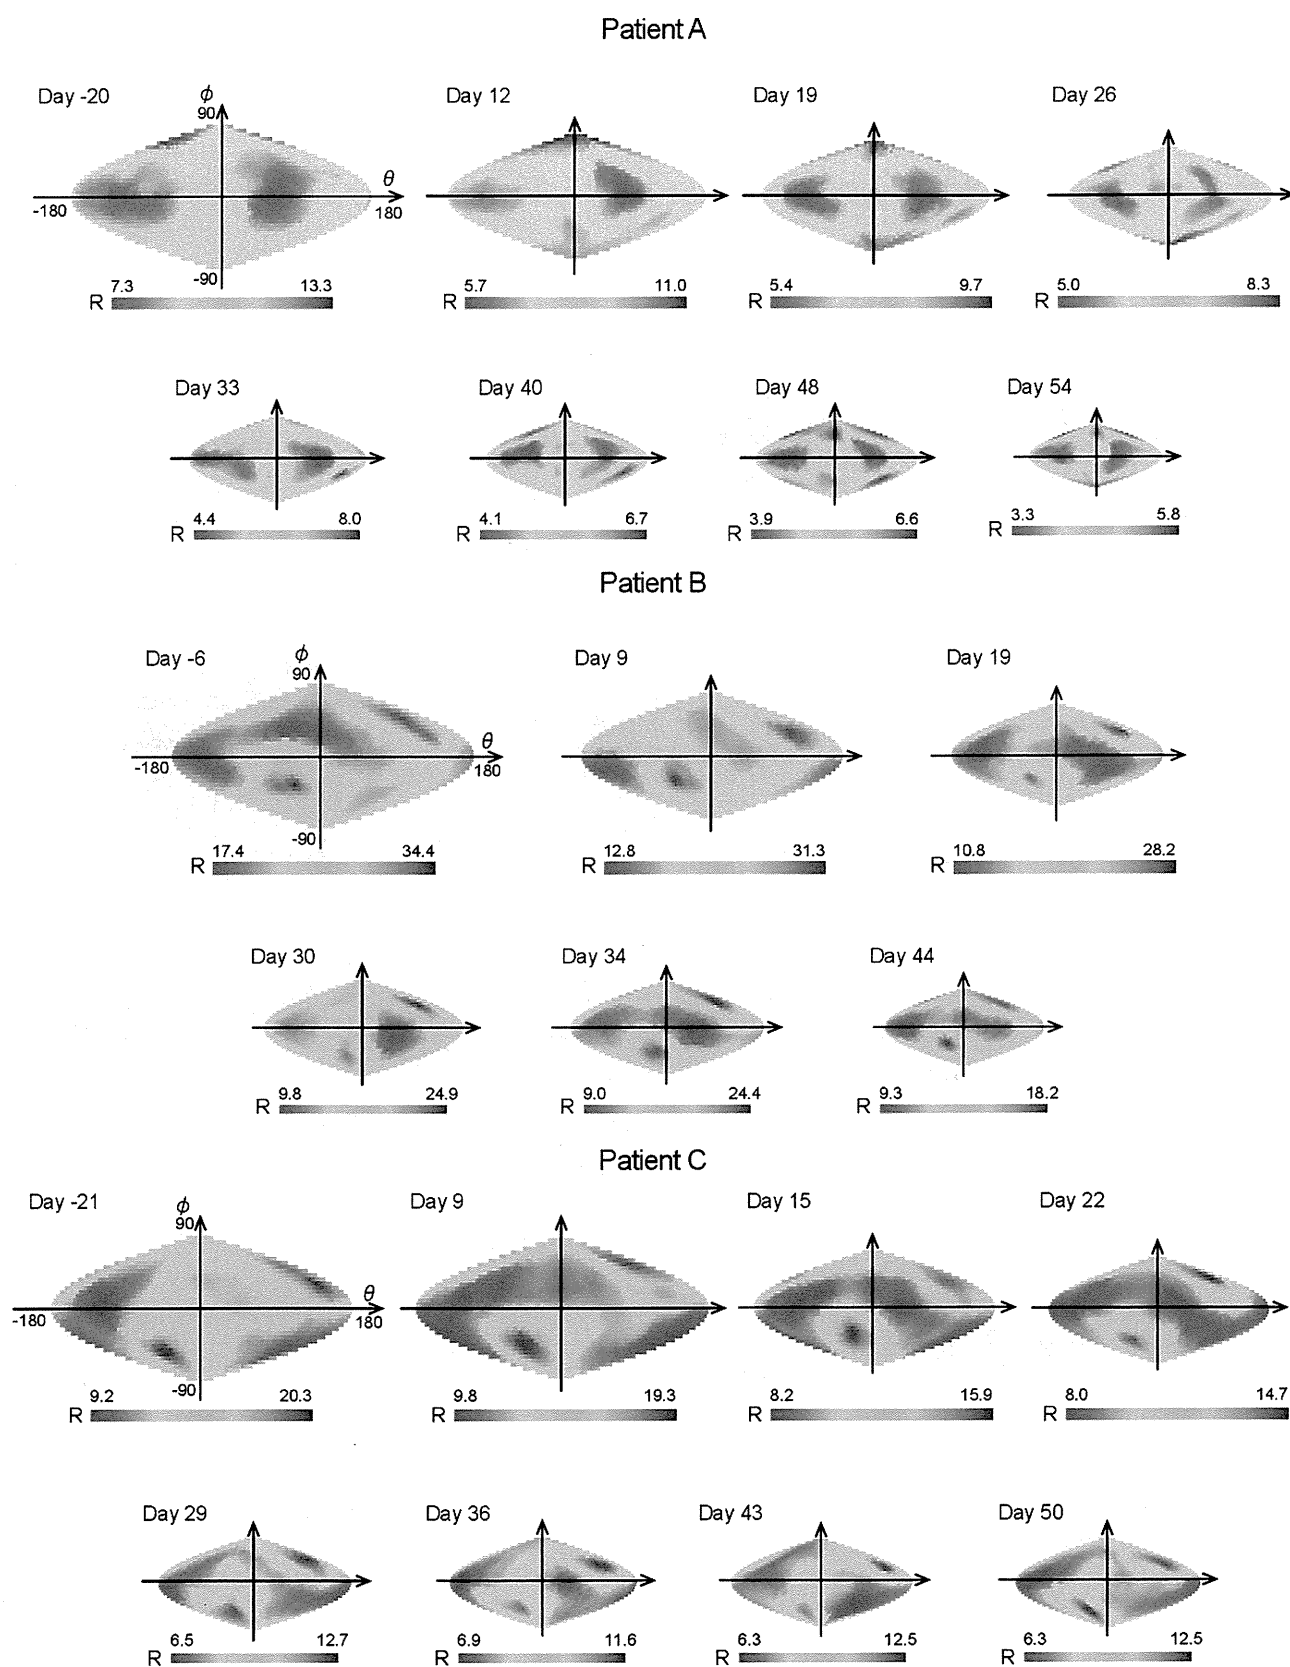 Patient A
Day -20 ϕ Day 12 Day 19 Day 26
90
θ
-180 180
-90
7.3 13.3 5.7 11.0 5.4 9.7 5.0 8.3
R R R R
Day 33 Day 40 Day 48 Day 54
4.4 8.0 4.1 6.7 3.9 6.6 3.3 5.8
R R R R
Patient B
Day -6 ϕ Day 9 Day 19
90
θ
-180 180
-90
17.4 34.4 12.8 31.3 10.8 28.2
R R R
Day 30 Day 34 Day 44
9.8 24.9 9.0 24.4 9.3 18.2
R R R
Patient C
Day -21 ϕ Day 9 Day 15 Day 22
90
θ
-180 180
-90
9.2 20.3 9.8 19.3 8.2 15.9 8.0 14.7
R R R R
Day 29 Day 36 Day 43 Day 50
6.5 12.7 6.9 11.6 6.3 12.5 6.3 12.5
R R R R